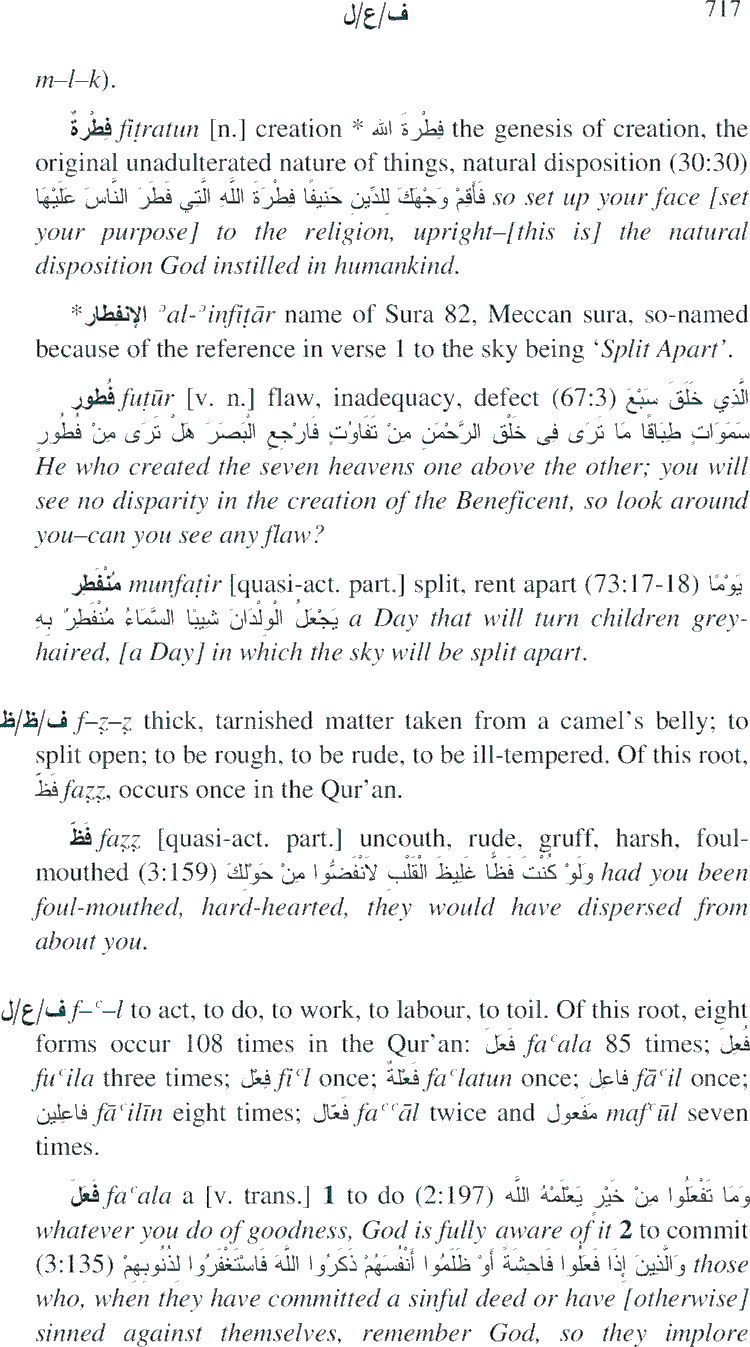 ف/ع/ل 717
m–l–k).
فِطْرةٌ fiṭratun [n.] creation * فِطْرَةَ الله the genesis of creation, the
original unadulterated nature of things, natural disposition (30:30)
فَأَقِمْ وَجْهَكَ لِلدِّينِ حَنِيفًا فِطْرَةَ اللَّهِ الَّتِي فَطَرَ النَّاسَ عَلَيْهَا so set up your face [set
your purpose] to the religion, upright–[this is] the natural
disposition God instilled in humankind.
*الإنفِطار ʾal-ʾinfiṭār name of Sura 82, Meccan sura, so-named
because of the reference in verse 1 to the sky being ‘Split Apart’.
فُطُور fuṭūr [v. n.] flaw, inadequacy, defect (67:3) الَّذِي خَلَقَ سَبْعَ
سَمَوَاتٍ طِبَاقًا مَا تَرَى فِى خَلْقِ الرَّحْمَنِ مِنْ تَفَاوُتٍ فَارْجِعِ الْبَصَرَ هَلْ تَرَى مِنْ فُطُورٍ
He who created the seven heavens one above the other; you will
see no disparity in the creation of the Beneficent, so look around
you–can you see any flaw?
مُنْفَطِر munfaṭir [quasi-act. part.] split, rent apart (73:17-18) يَوْمًا
يَجْعَلُ الْوِلْدَانَ شِيبًا السَّمَاءُ مُنْفَطِرٌ بِهِ a Day that will turn children grey-
haired, [a Day] in which the sky will be split apart.
ف/ظ/ظ f–ẓ–ẓ thick, tarnished matter taken from a camel’s belly; to
split open; to be rough, to be rude, to be ill-tempered. Of this root,
فَظّ faẓẓ, occurs once in the Qur’an.
فَظّ faẓẓ [quasi-act. part.] uncouth, rude, gruff, harsh, foul-
mouthed (3:159) وَلَوْ كُنْتَ فَظًّا غَلِيظَ الْقَلْبِ لَانْفَضُّوا مِنْ حَوْلِكَ had you been
foul-mouthed, hard-hearted, they would have dispersed from
about you.
ف/ع/ل f–ʿ–l to act, to do, to work, to labour, to toil. Of this root, eight
forms occur 108 times in the Qur’an: فَعَلَ faʿala 85 times; فُعِلَ
fuʿila three times; فِعْل fiʿl once; فَعْلَةٌ faʿlatun once; فَاعِل fāʿil once;
فاعِلين fāʿilīn eight times; فَعّال faʿʿāl twice and مَفعول mafʿūl seven
times.
فَعَلَ faʿala a [v. trans.] 1 to do (2:197) وَمَا تَفْعَلُوا مِنْ خَيْرٍ يَعْلَمْهُ اللَّه
whatever you do of goodness, God is fully aware of it 2 to commit
(3:135) وَالَّذِينَ إِذَا فَعَلُوا فَاحِشَةً أَوْ ظَلَمُوا أَنْفُسَهُمْ ذَكَرُوا اللَّهَ فَاسْتَغْفَرُوا لِذُنُوبِهِمْ those
who, when they have committed a sinful deed or have [otherwise]
sinned against themselves, remember God, so they implore